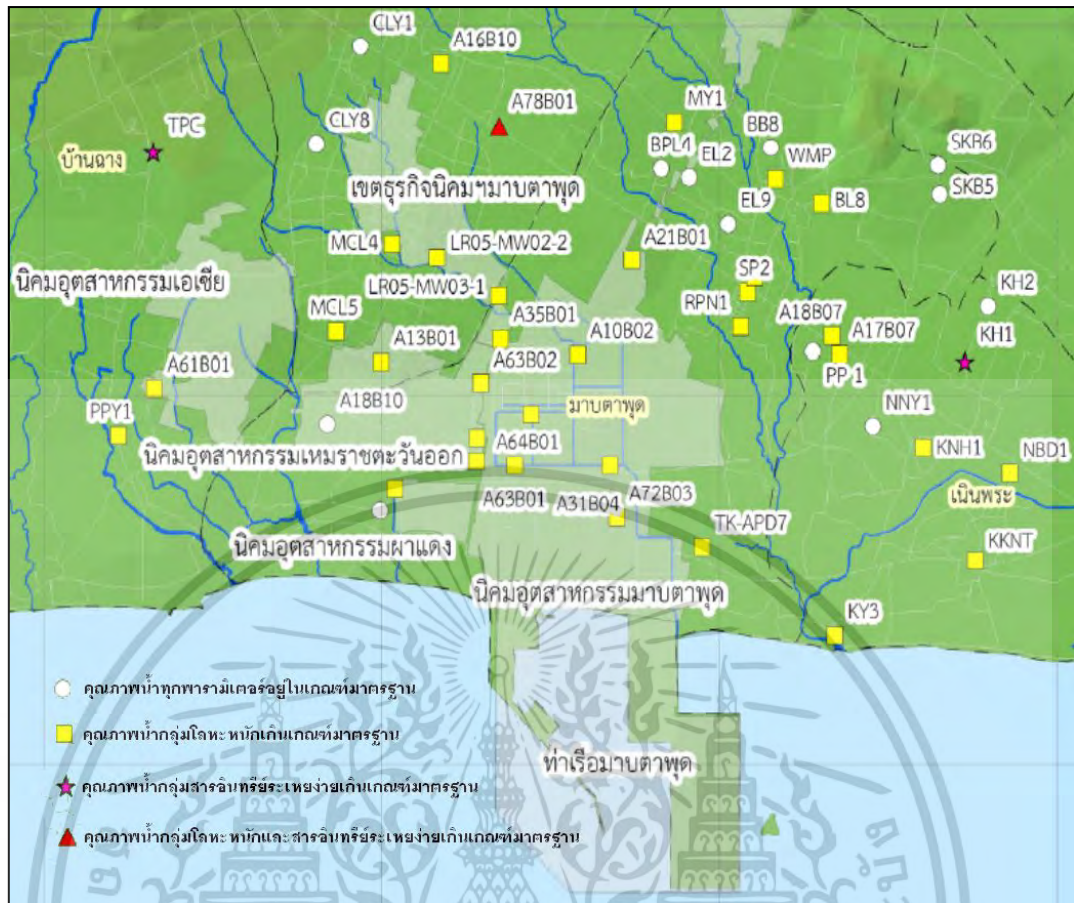 CLY1
A16B10
A78B01
MY1
TPC
CLY8
BB8
BPL4
EL2
WMP
SKB6
บ้านฉาง
SKB5
เขตธุรกิจนิคมฯมาบตาพุด
BL8
EL9
MCL4
LR05-MW02-2
A21B01
SP2
นิคมอุตสาหกรรมเอเชีย
LR05-MW03-1
KH2
MCL5
RPN1
A18B07
A35B01
A17B07
KH1
A13B01
A10B02
A63B02
PP 1
A61B01
A18B10
มาบตาพุด
NNY1
PPY1
A64B01
นิคมอุตสาหกรรมเหมราชตะวันออก
KNH1
NBD1
A63B01
A31B04
A72B03
เนินพระ
TK-APD7
นิคมอุตสาหกรรมผาแดง
KKNT
นิคมอุตสาหกรรมมาบตาพุด
KY3
คุณภาพน้ำทุกพารามิเตอร์อยู่ในเกณฑ์มาตรฐาน
คุณภาพน้ำกลุ่มโลหะหนักเกินเกณฑ์มาตรฐาน
ท่าเรือมาบตาพุด
คุณภาพน้ำกลุ่มสารอินทรีย์ระเหยง่ายเกินเกณฑ์มาตรฐาน
คุณภาพน้ำกลุ่มโลหะหนักและสารอินทรีย์ระเหยง่ายเกินเกณฑ์มาตรฐาน